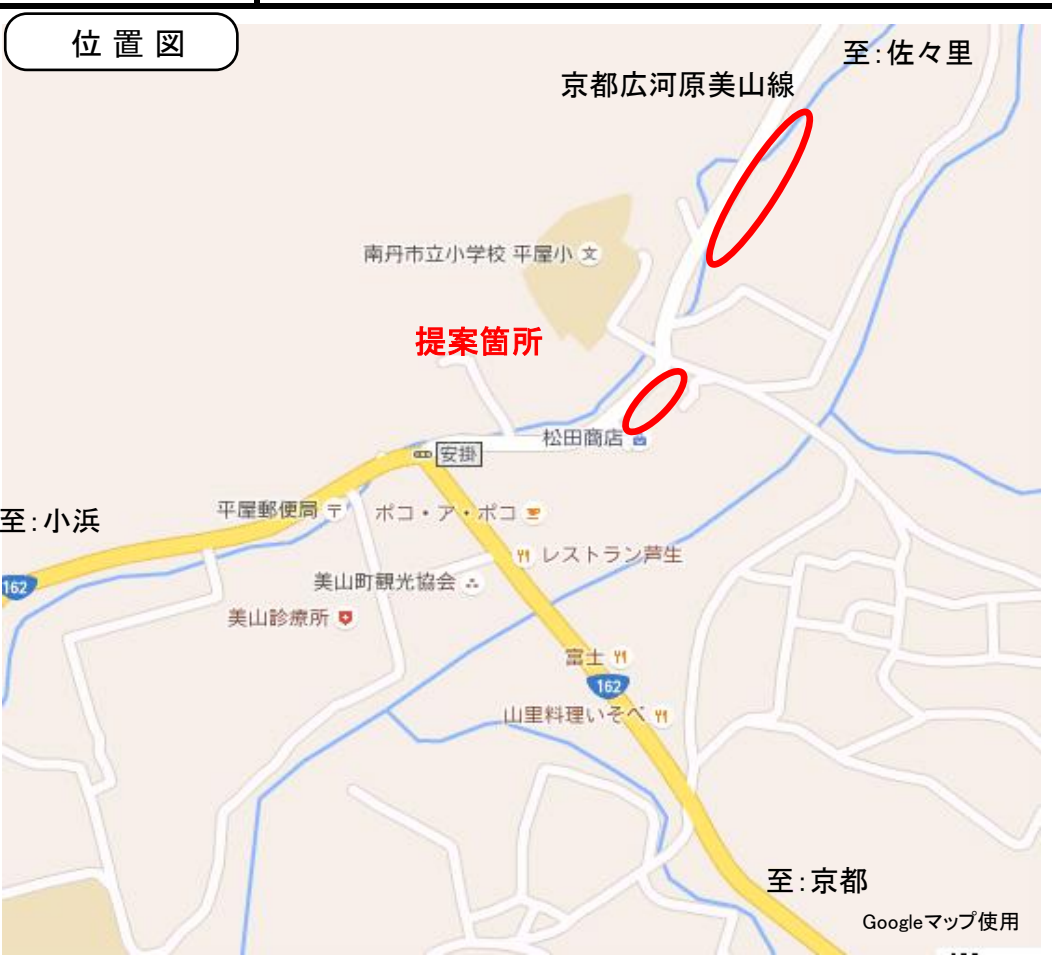 位置図
至:佐々里
京都広河原美山線
南丹市立小学校 平屋小 文
提案箇所
松田商店
安掛
至:小浜
平屋郵便局 〒
ポコ・ア・ポコ
レストラン芦生
162
美山町観光協会
美山診療所
富士
162
山里料理いそべ
至:京都
Googleマップ使用